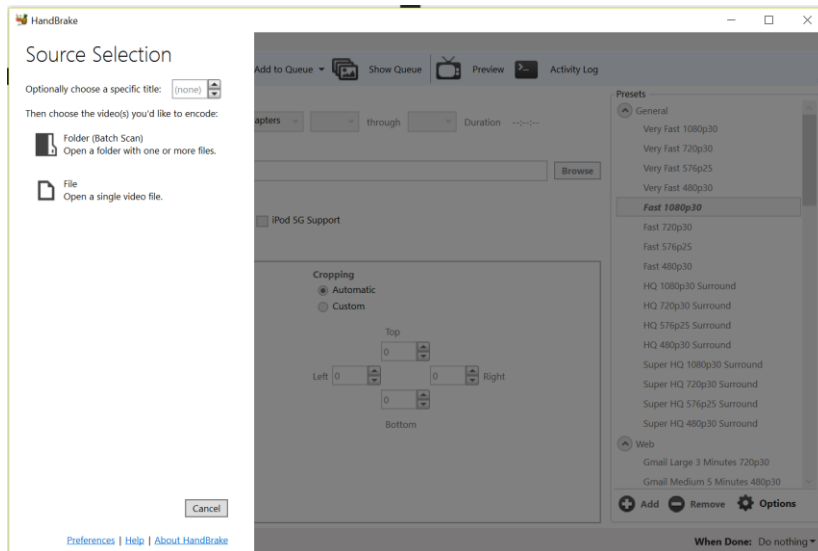 HandBrake
Source Selection
Optionally choose a specific title: (none)
Then choose the video(s) you'd like to encode:
Folder (Batch Scan)
Open a folder with one or more files.
File
Open a single video file.
Cancel
Preferences | Help | About HandBrake
Add to Queue Show Queue Preview Activity Log
apters through Duration --:--:--
Browse
iPod 5G Support
Cropping
Automatic
Custom
Top
0
Left 0 0 Right
0
Bottom
Presets
General
Very Fast 1080p30
Very Fast 720p30
Very Fast 576p25
Very Fast 480p30
Fast 1080p30
Fast 720p30
Fast 576p25
Fast 480p30
HQ 1080p30 Surround
HQ 720p30 Surround
HQ 576p25 Surround
HQ 480p30 Surround
Super HQ 1080p30 Surround
Super HQ 720p30 Surround
Super HQ 576p25 Surround
Super HQ 480p30 Surround
Web
Gmail Large 3 Minutes 720p30
Gmail Medium 5 Minutes 480p30
Add Remove Options
When Done: Do nothing